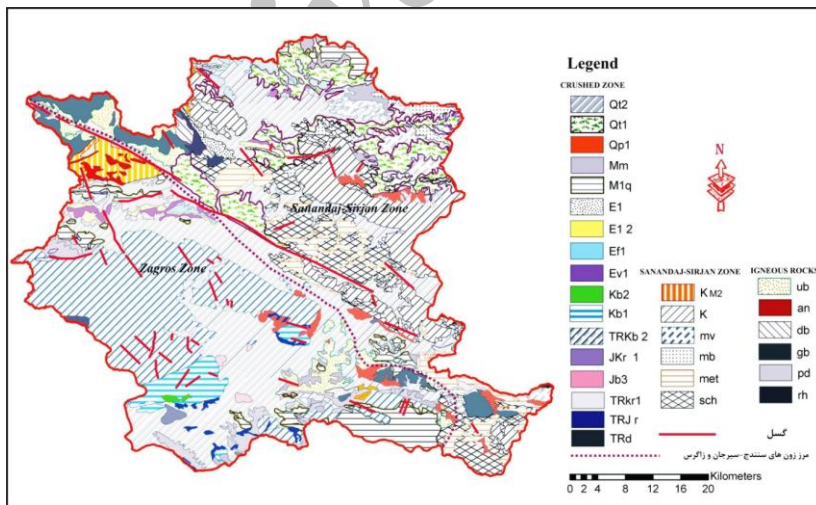 Legend
CRUSHED ZONE
Qt2
Qt1
Qp1
Mm
M1q
E1
E1 2
Ef1
Ev1
Kb2
Kb1
TRKb 2
JKr 1
Jb3
TRkr1
TRJ r
TRd
SANANDAJ-SIRJAN ZONE
K M2
K
mv
mb
met
sch
IGNEOUS ROCKS
ub
an
db
gb
pd
rh
گسل
مرز زون های سنندج-سیرجان و زاگرس
Kilometers
0 2 4 8 12 16 20
N
Sanandaj-Sirjan Zone
Zagros Zone